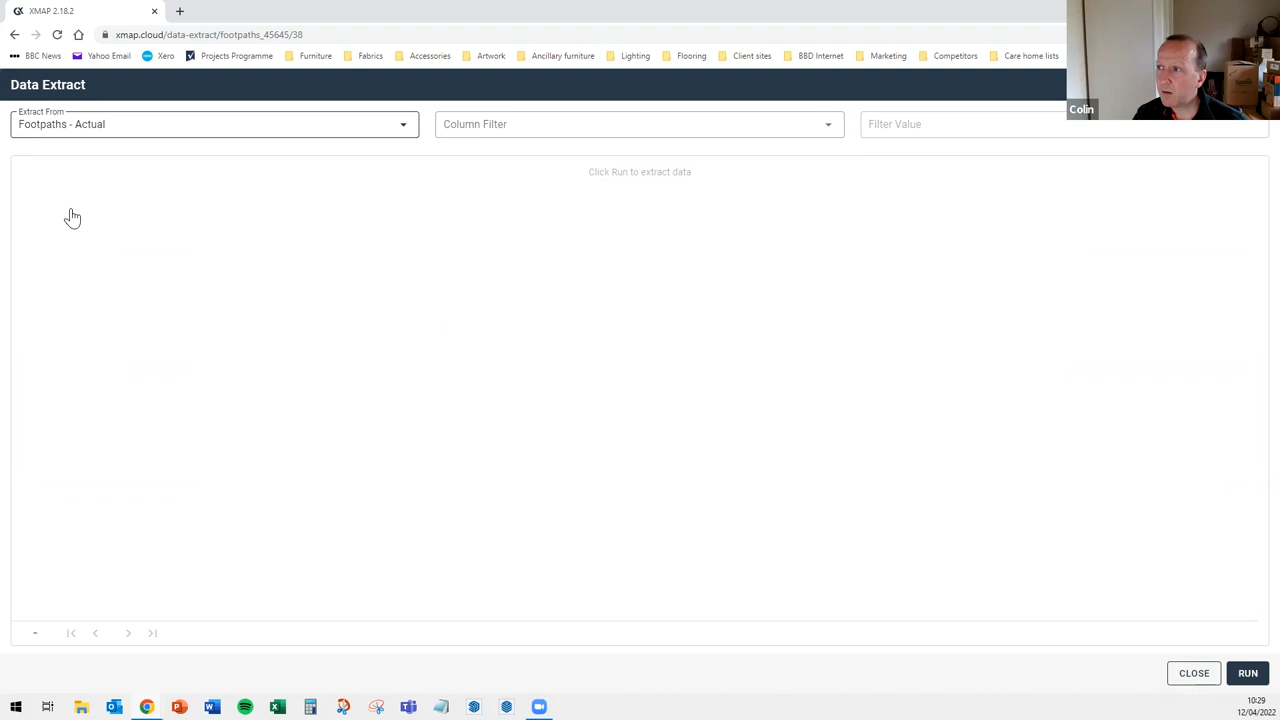 XMAP 2.18.2
xmap.cloud/data-extract/footpaths_45645/38
BBC News Yahoo Email Xero Projects Programme Furniture Fabrics Accessories Artwork Ancillary furniture Lighting Flooring Client sites BBD Internet Marketing Competitors Care home lists
Data Extract
Colin
Extract From
Footpaths - Actual Column Filter Filter Value
Click Run to extract data
-
CLOSE RUN
10:29
12/04/2022